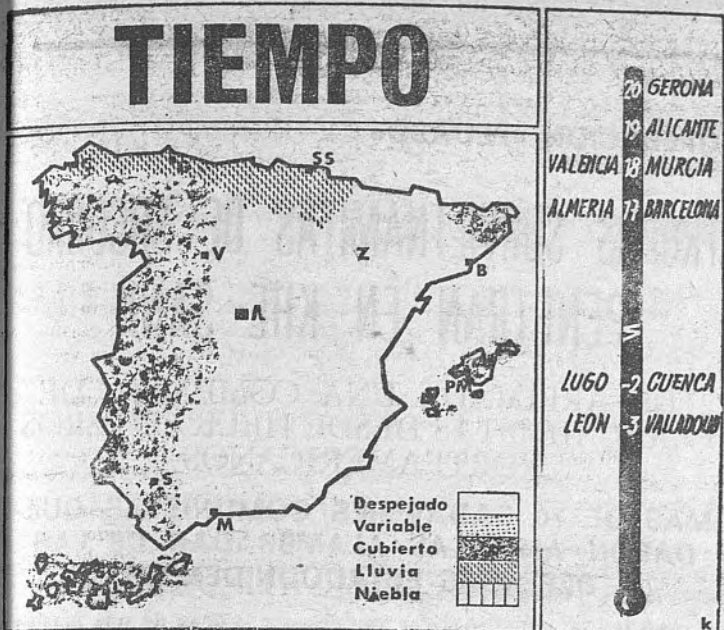 TIEMPO
SS
V
Z
B
PM
S
M
Despejado
Variable
Cubierto
Lluvia
Niebla
20 GERONA
19 ALICANTE
VALENCIA 18 MURCIA
ALMERIA 17 BARCELONA
LUGO -2 CUENCA
LEON -3 VALLADOLID
k